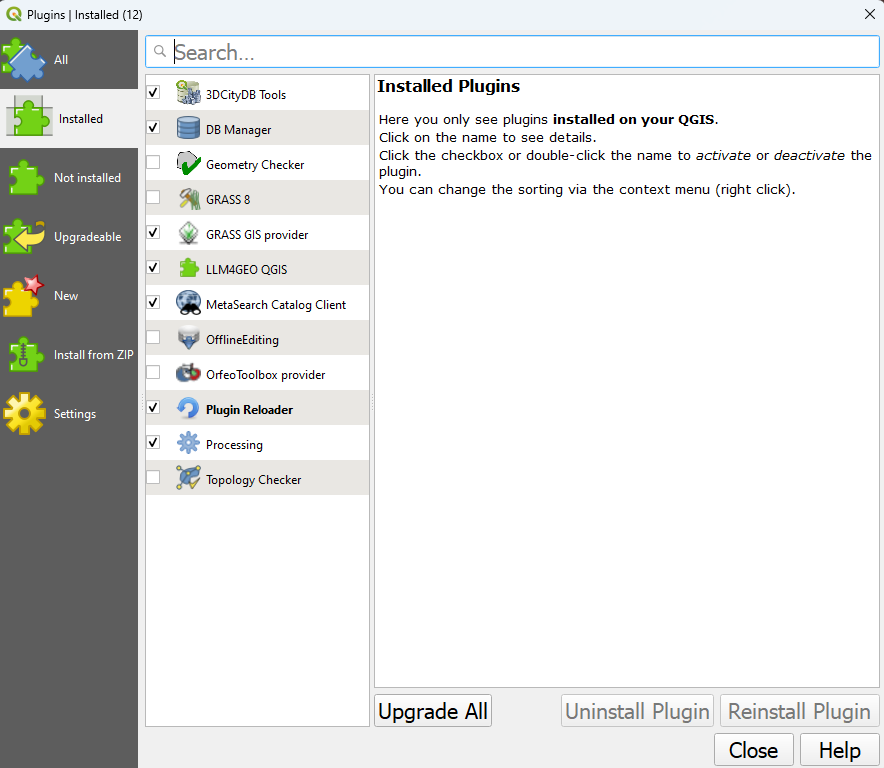 Plugins | Installed (12)
All
Installed
Not installed
Upgradeable
New
Install from ZIP
Settings
Search...
3DCityDB Tools
DB Manager
Geometry Checker
GRASS 8
GRASS GIS provider
LLM4GEO QGIS
MetaSearch Catalog Client
OfflineEditing
OrfeoToolbox provider
Plugin Reloader
Processing
Topology Checker
Installed Plugins
Here you only see plugins installed on your QGIS.
Click on the name to see details.
Click the checkbox or double-click the name to activate or deactivate the
plugin.
You can change the sorting via the context menu (right click).
Upgrade All
Uninstall Plugin
Reinstall Plugin
Close
Help